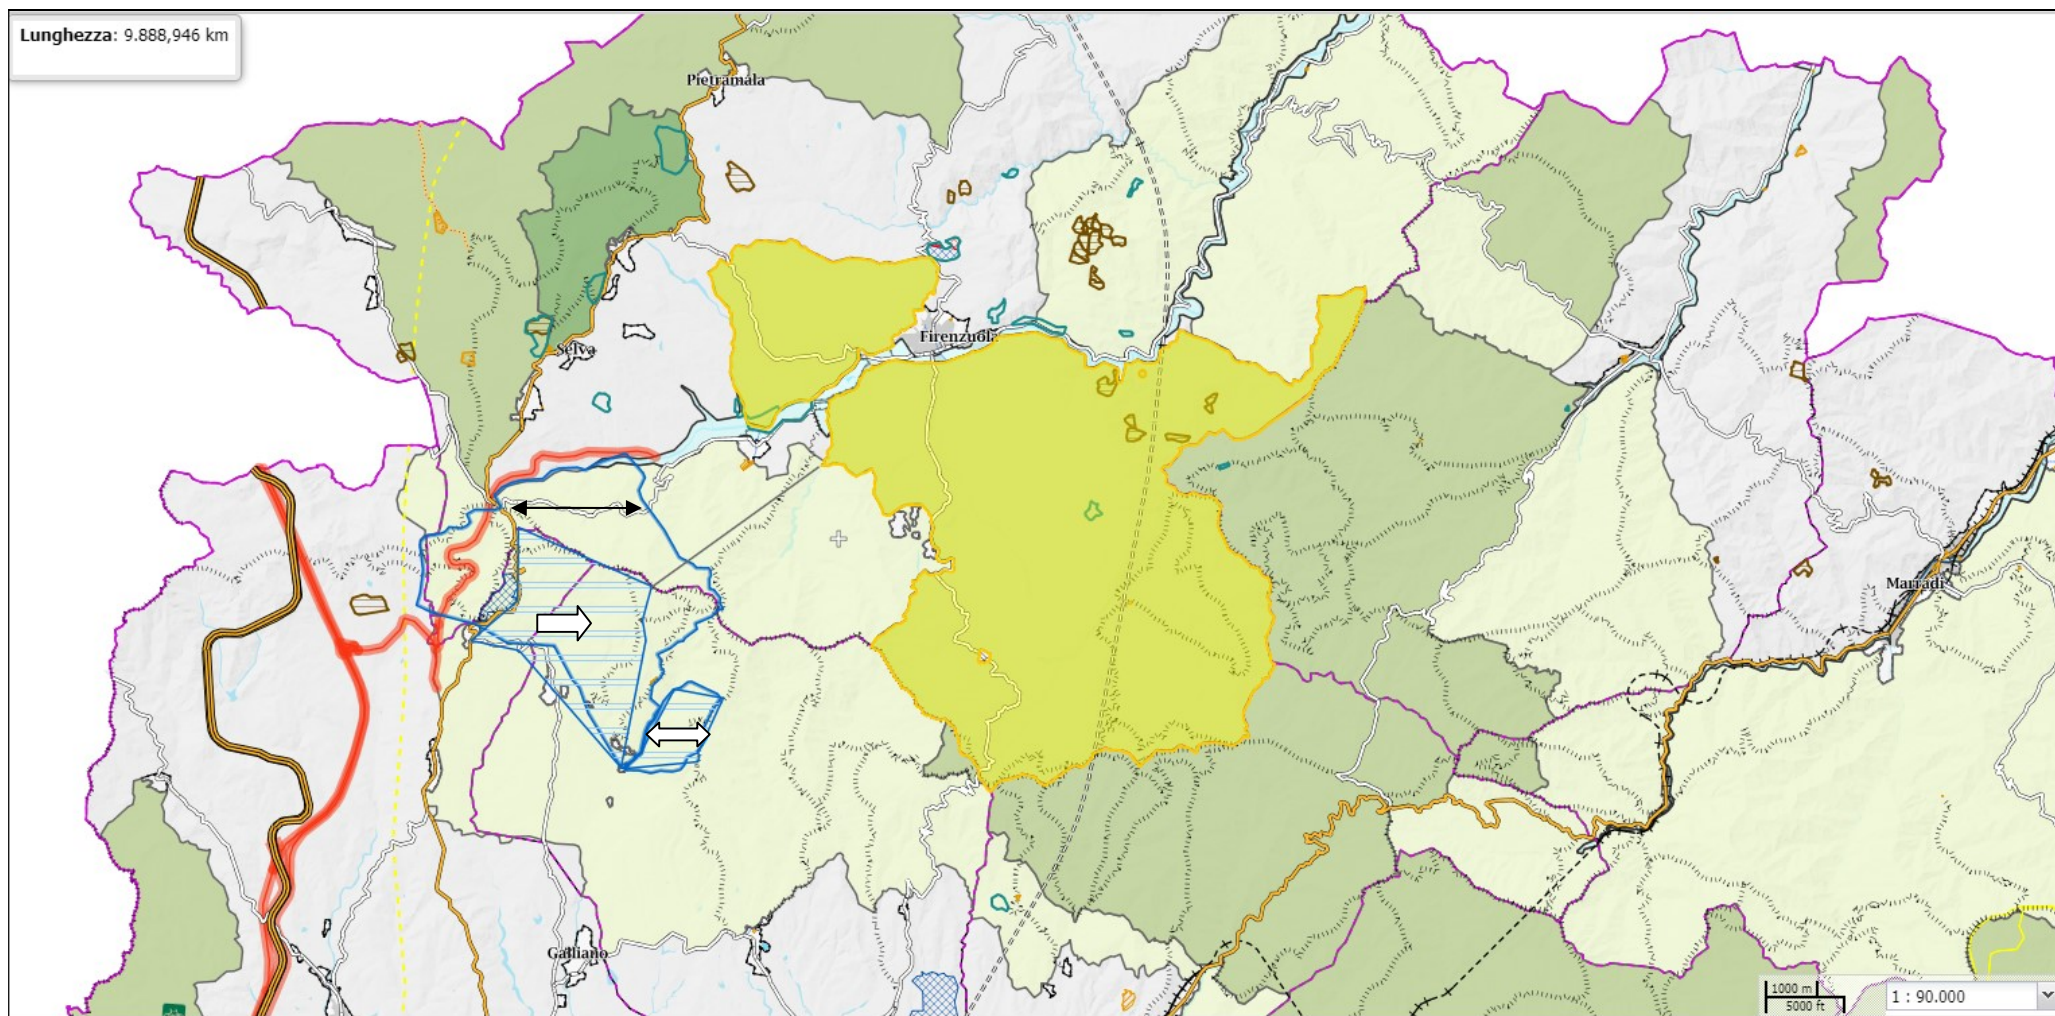 Lunghezza: 9.888,946 km
Pietramala
Firenzuola
Selva
Marradi
Galliano
1000 m
5000 ft
1 : 90.000